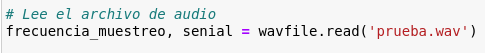 # Lee el archivo de audio
frecuencia_muestreo, senial = wavfile.read('prueba.wav')